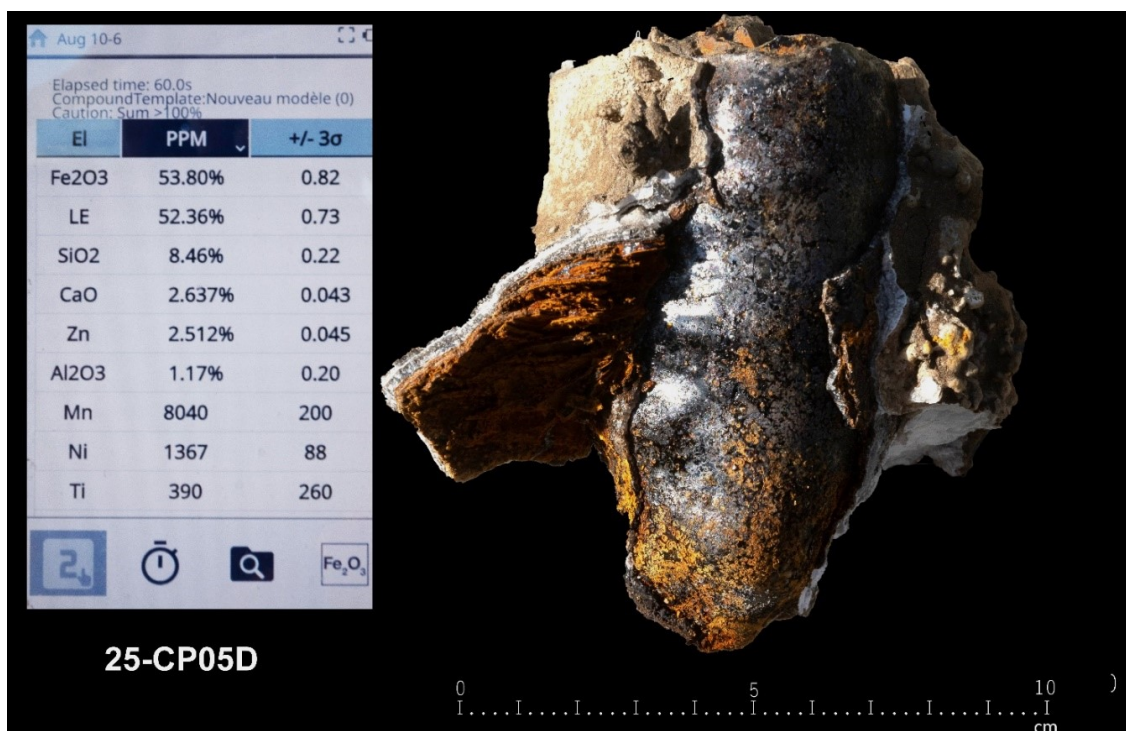 Aug 10-6
Elapsed time: 60.0s
CompoundTemplate:Nouveau modèle (0)
Caution: Sum >100%
El PPM +/- 3σ
Fe2O3 53.80% 0.82
LE 52.36% 0.73
SiO2 8.46% 0.22
CaO 2.637% 0.043
Zn 2.512% 0.045
Al2O3 1.17% 0.20
Mn 8040 200
Ni 1367 88
Ti 390 260
2
Fe₂O₃
25-CP05D
0 5 10
cm